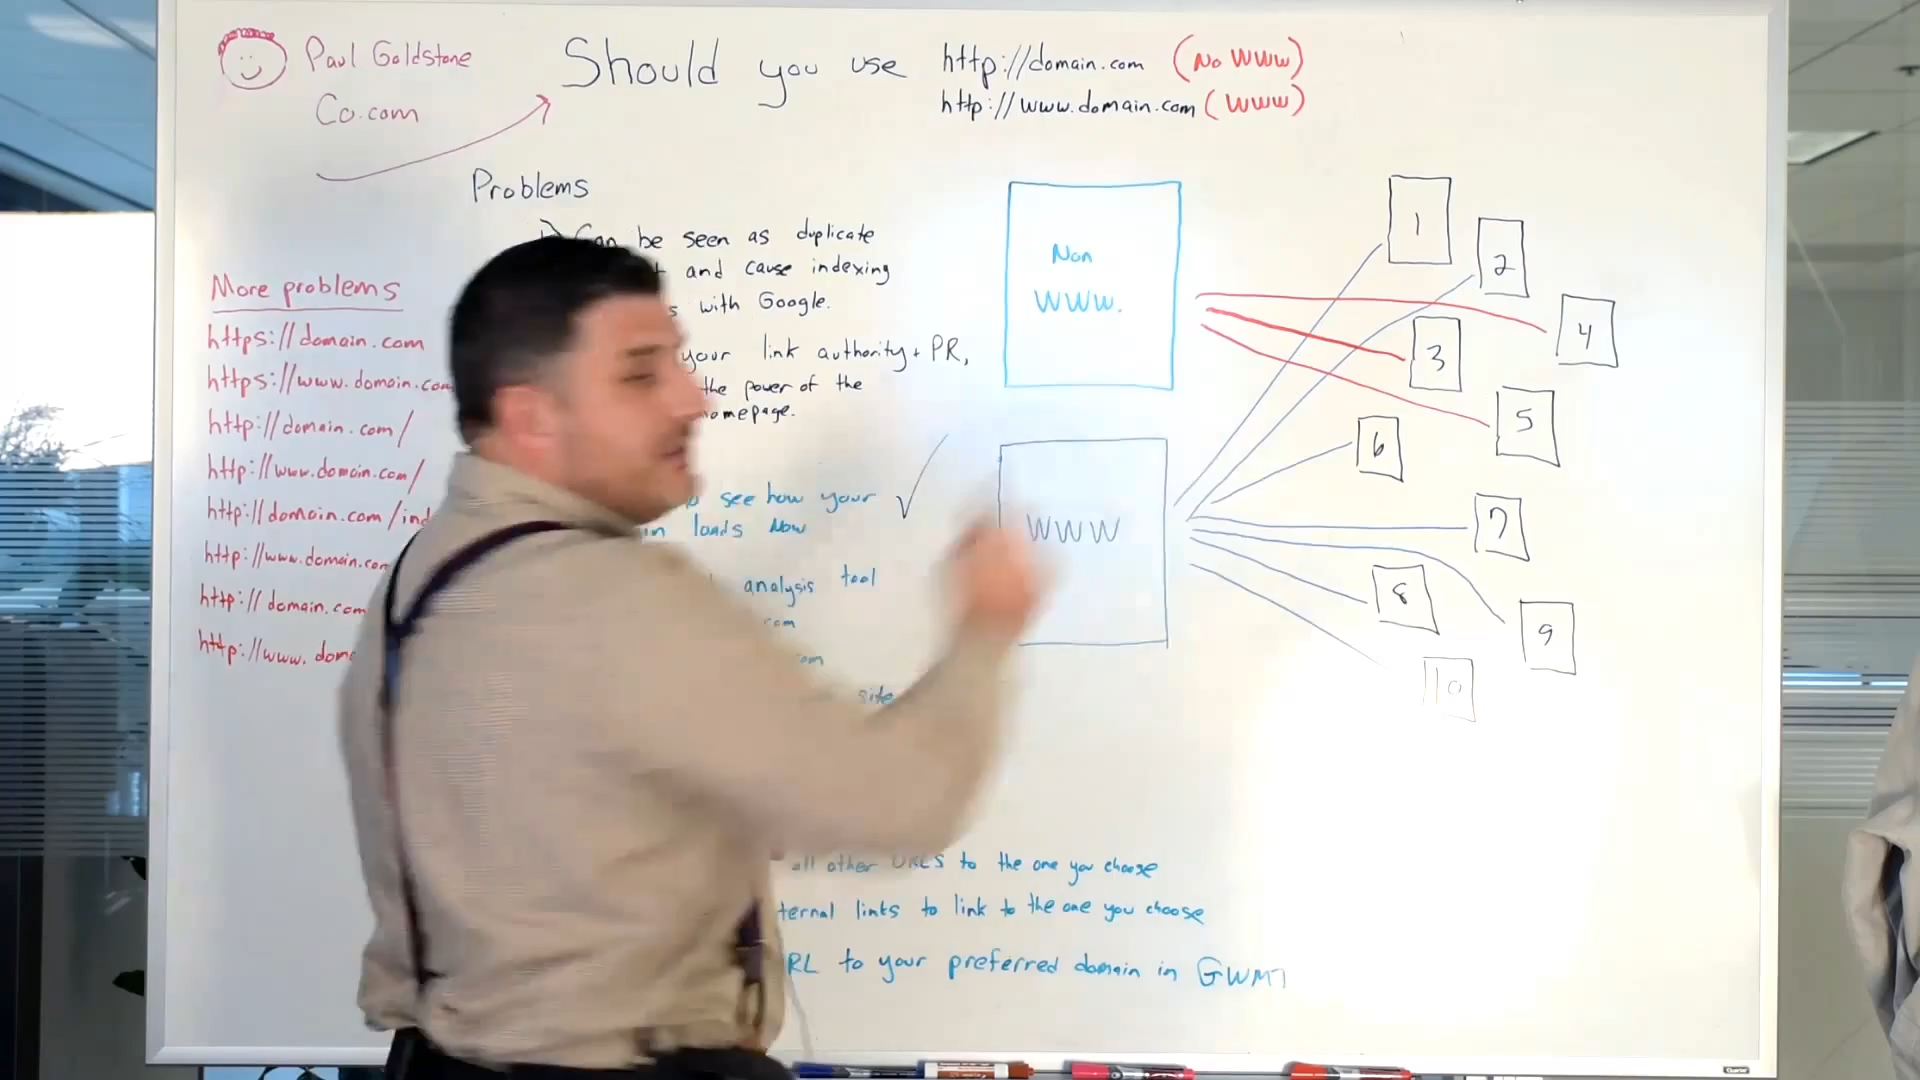 Paul Goldstone
Co.com
Should you use
http://domain.com (No WWW)
http://www.domain.com (WWW)
Problems
Can be seen as duplicate
and cause indexing
with Google.
your link authority + PR,
the power of the
homepage.
More problems
https://domain.com
https://www.domain.com
http://domain.com/
http://www.domain.com/
http://domain.com/ind
http://www.domain.com
http://domain.com
http://www.dom
see how your
loads Now
analysis tool
site
all other URLS to the one you choose
ternal links to link to the one you choose
RL to your preferred domain in GWMT
Non
WWW.
WWW
1
2
3
4
5
6
7
8
9
10